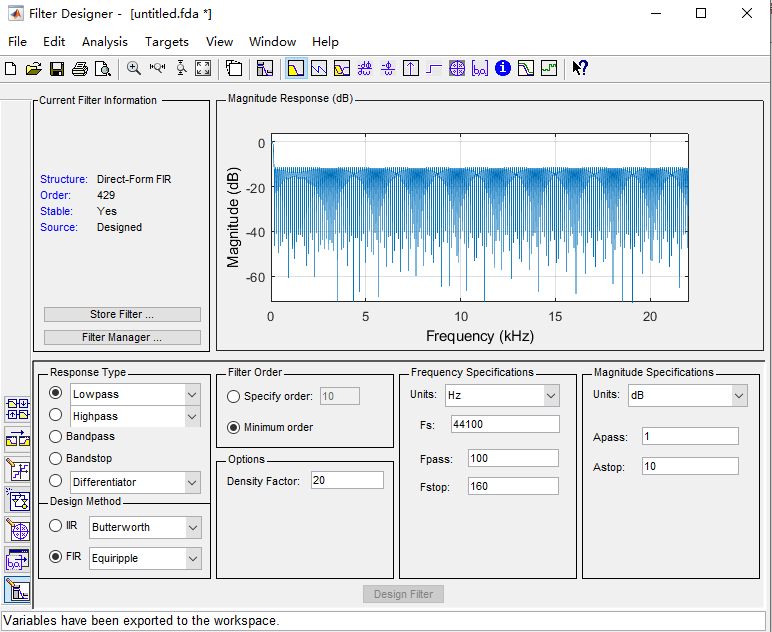 Filter Designer - [untitled.fda *]
File Edit Analysis Targets View Window Help
Current Filter Information
Structure: Direct-Form FIR
Order: 429
Stable: Yes
Source: Designed
Store Filter ...
Filter Manager ...
Magnitude Response (dB)
Magnitude (dB)
0
-20
-40
-60
0 5 10 15 20
Frequency (kHz)
Response Type
Lowpass
Highpass
Bandpass
Bandstop
Differentiator
Design Method
IIR Butterworth
FIR Equiripple
Filter Order
Specify order: 10
Minimum order
Options
Density Factor: 20
Frequency Specifications
Units: Hz
Fs: 44100
Fpass: 100
Fstop: 160
Magnitude Specifications
Units: dB
Apass: 1
Astop: 10
Design Filter
Variables have been exported to the workspace.